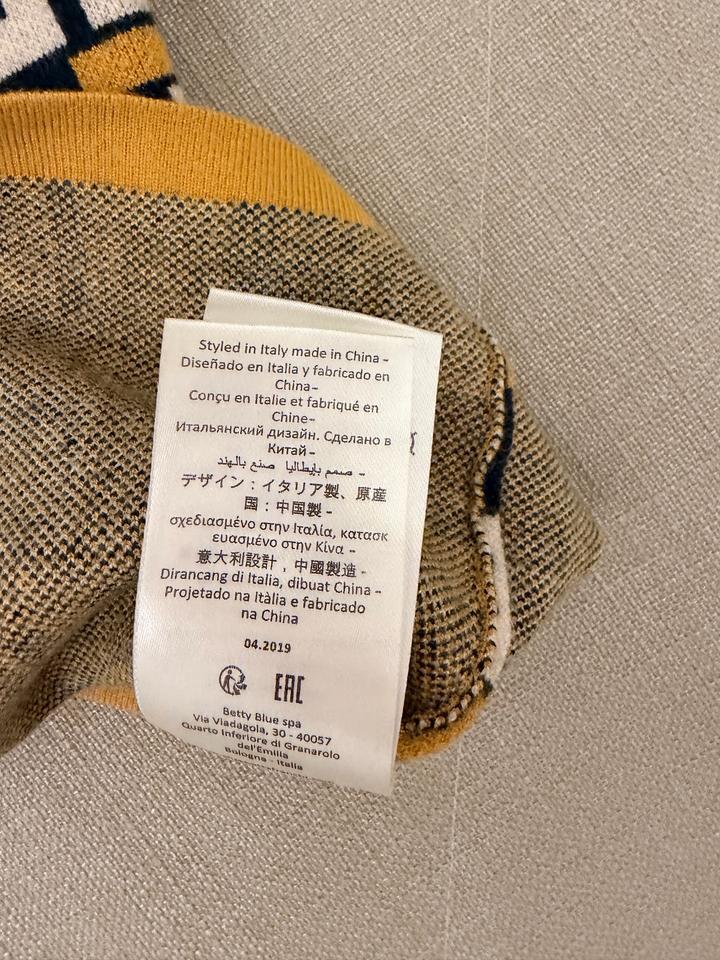 Styled in Italy made in China -
Diseñado en Italia y fabricado en
China-
Conçu en Italie et fabriqué en
Chine-
Итальянский дизайн. Сделано в
Китай -
صمم بإيطاليا صنع بالهند -
デザイン：イタリア製、原産
国：中国製 -
σχεδιασμένο στην Ιταλία, κατασκ
ευασμένο στην Κίνα -
意大利設計，中國製造 -
Dirancang di Italia, dibuat China -
Projetado na Itàlia e fabricado
na China
04.2019
EAC
Betty Blue spa
Via Viadagola, 30 - 40057
Quarto Inferiore di Granarolo
del'Emilia
Bologna - Italia